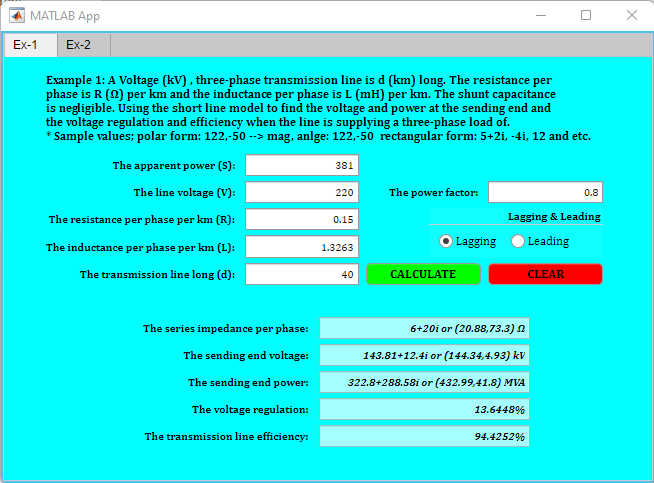 MATLAB App
Ex-1 Ex-2
Example 1: A Voltage (kV) , three-phase transmission line is d (km) long. The resistance per
phase is R (Ω) per km and the inductance per phase is L (mH) per km. The shunt capacitance
is negligible. Using the short line model to find the voltage and power at the sending end and
the voltage regulation and efficiency when the line is supplying a three-phase load of.
* Sample values; polar form: 122,-50 --> mag, anlge: 122,-50 rectangular form: 5+2i, -4i, 12 and etc.
The apparent power (S): 381
The line voltage (V): 220 The power factor: 0.8
The resistance per phase per km (R): 0.15 Lagging & Leading
The inductance per phase per km (L): 1.3263 Lagging Leading
The transmission line long (d): 40 CALCULATE CLEAR
The series impedance per phase: 6+20i or (20.88,73.3) Ω
The sending end voltage: 143.81+12.4i or (144.34,4.93) kV
The sending end power: 322.8+288.58i or (432.99,41.8) MVA
The voltage regulation: 13.6448%
The transmission line efficiency: 94.4252%